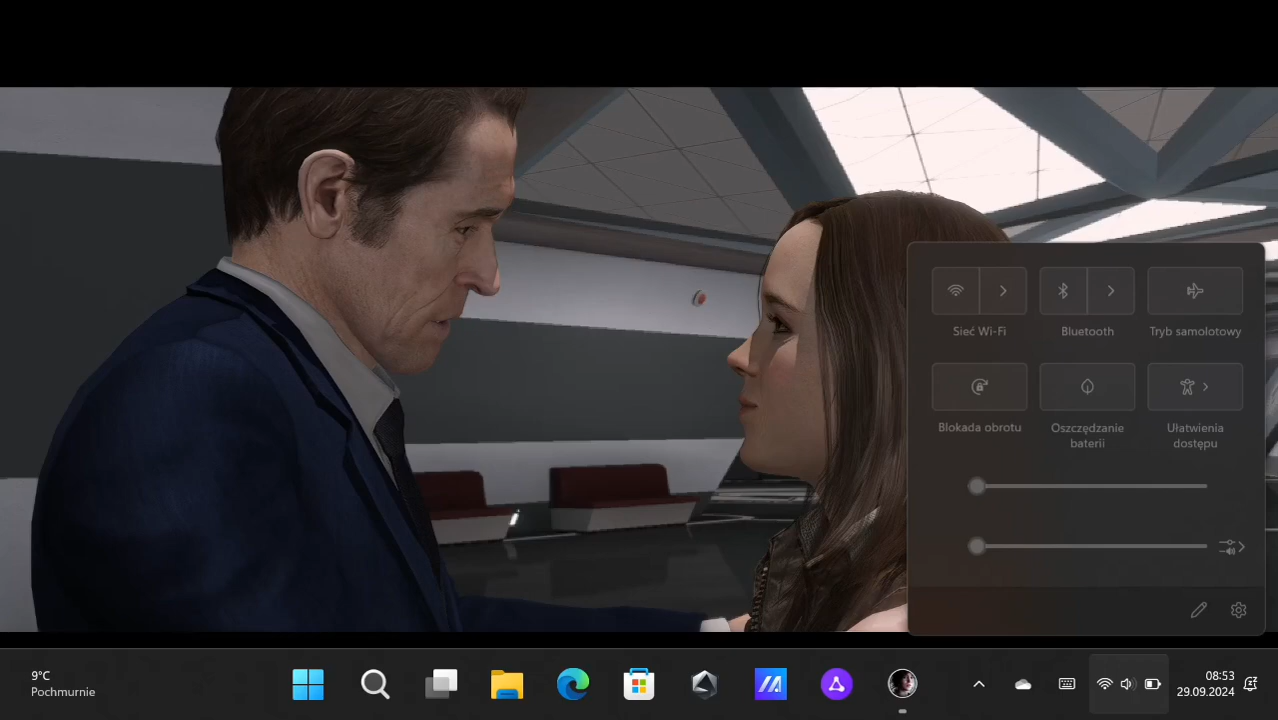 Sieć Wi-Fi
Bluetooth
Tryb samolotowy
Blokada obrotu
Oszczędzanie
baterii
Ułatwienia
dostępu
9°C
Pochmurnie
08:53
29.09.2024